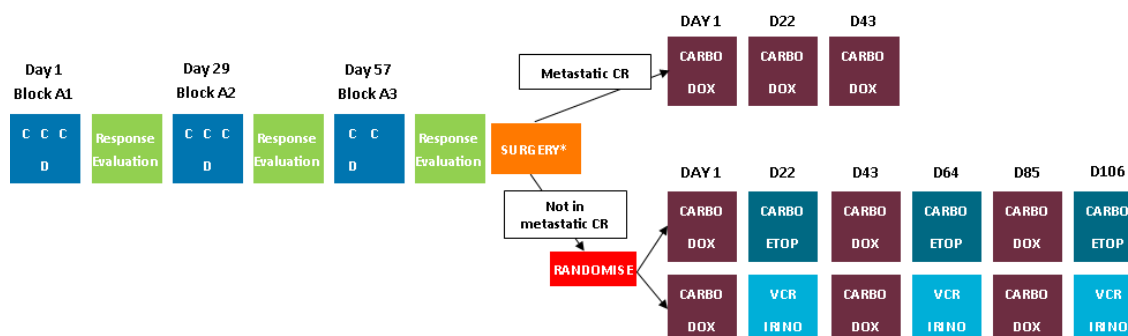 Day 1
Block A1
Day 29
Block A2
Day 57
Block A3
C C C
D
Response
Evaluation
C C C
D
Response
Evaluation
C C
D
Response
Evaluation
SURGERY*
Metastatic CR
DAY 1
D22
D43
CARBO
DOX
CARBO
DOX
CARBO
DOX
Not in
metastatic CR
RANDOMISE
DAY 1
D22
D43
D64
D85
D106
CARBO
DOX
CARBO
ETOP
CARBO
DOX
CARBO
ETOP
CARBO
DOX
CARBO
ETOP
CARBO
DOX
VCR
IRINO
CARBO
DOX
VCR
IRINO
CARBO
DOX
VCR
IRINO